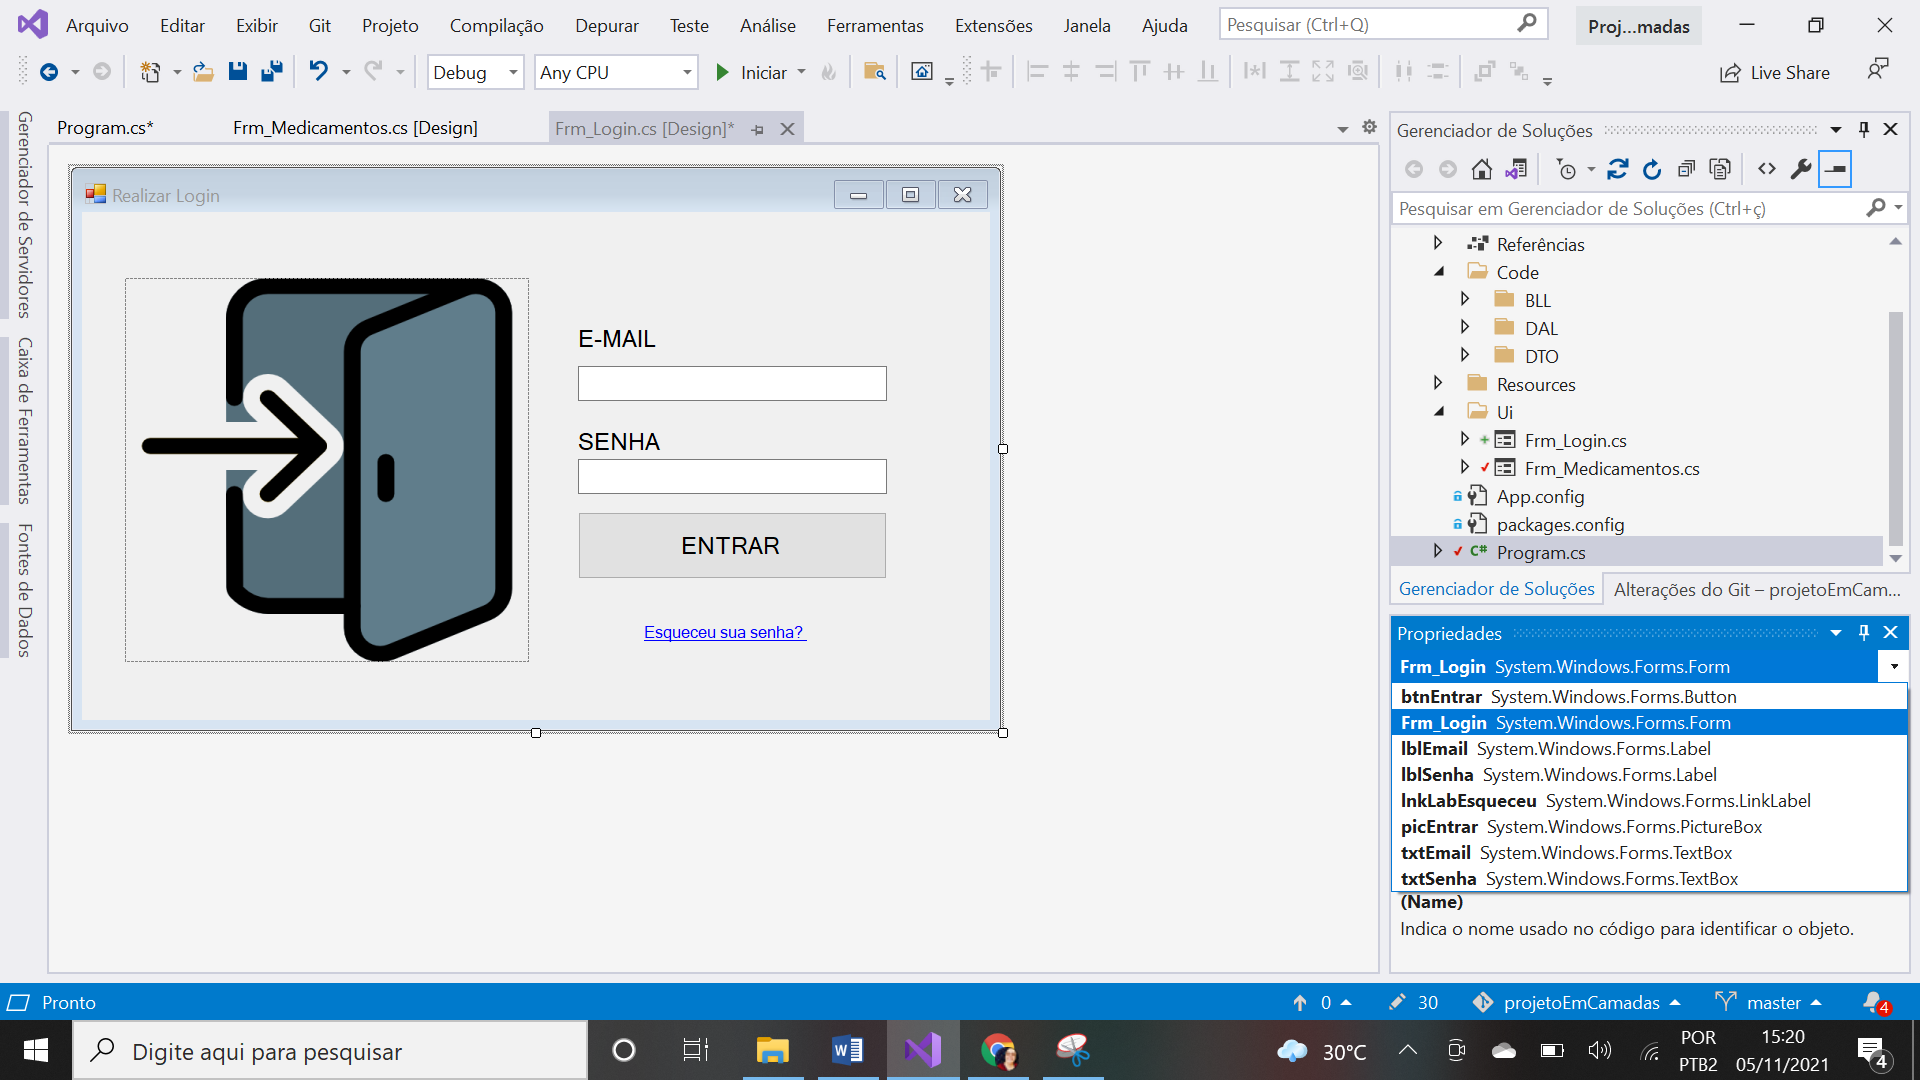 Arquivo Editar Exibir Git Projeto Compilação Depurar Teste Análise Ferramentas Extensões Janela Ajuda Pesquisar (Ctrl+Q) Proj...madas
Debug Any CPU Iniciar Live Share
Gerenciador de Servidores
Caixa de Ferramentas
Fontes de Dados
Program.cs* Frm_Medicamentos.cs [Design] Frm_Login.cs [Design]*
Realizar Login
E-MAIL
SENHA
ENTRAR
Esqueceu sua senha?
Gerenciador de Soluções
Pesquisar em Gerenciador de Soluções (Ctrl+ç)
Referências
Code
BLL
DAL
DTO
Resources
Ui
Frm_Login.cs
Frm_Medicamentos.cs
App.config
packages.config
C# Program.cs
Gerenciador de Soluções Alterações do Git – projetoEmCam...
Propriedades
Frm_Login System.Windows.Forms.Form
btnEntrar System.Windows.Forms.Button
Frm_Login System.Windows.Forms.Form
lblEmail System.Windows.Forms.Label
lblSenha System.Windows.Forms.Label
lnkLabEsqueceu System.Windows.Forms.LinkLabel
picEntrar System.Windows.Forms.PictureBox
txtEmail System.Windows.Forms.TextBox
txtSenha System.Windows.Forms.TextBox
(Name)
Indica o nome usado no código para identificar o objeto.
Pronto 0 30 projetoEmCamadas master 4
Digite aqui para pesquisar 30°C POR 15:20
PTB2 05/11/2021 4